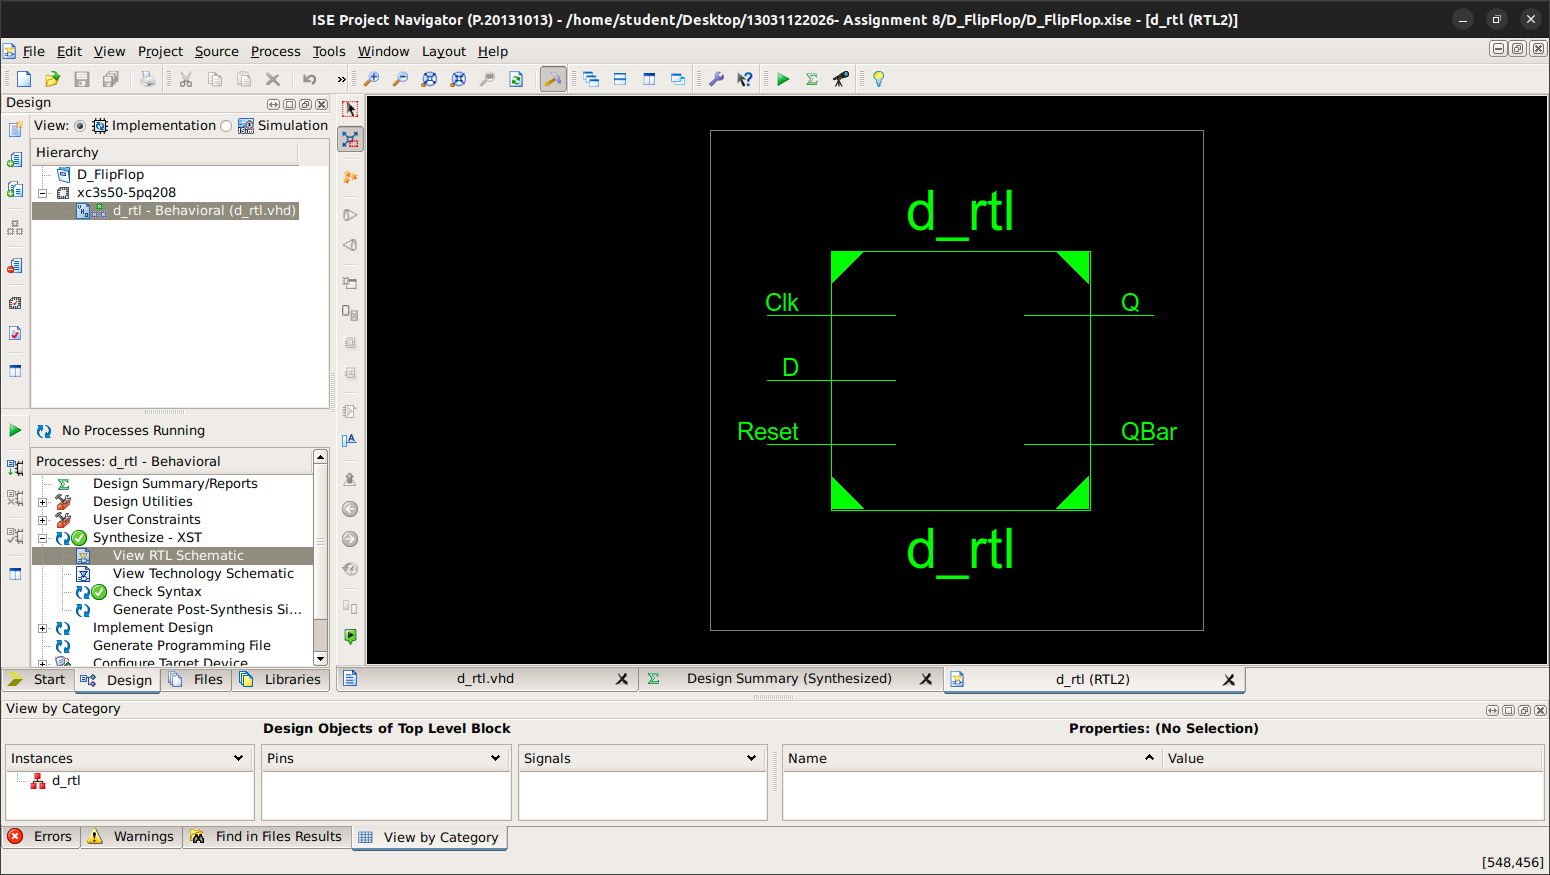 ISE Project Navigator (P.20131013) - /home/student/Desktop/13031122026- Assignment 8/D_FlipFlop/D_FlipFlop.xise - [d_rtl (RTL2)]
File Edit View Project Source Process Tools Window Layout Help
»
Design
View: Implementation Simulation
Hierarchy
D_FlipFlop
xc3s50-5pq208
d_rtl - Behavioral (d_rtl.vhd)
No Processes Running
Processes: d_rtl - Behavioral
Design Summary/Reports
Design Utilities
User Constraints
Synthesize - XST
View RTL Schematic
View Technology Schematic
Check Syntax
Generate Post-Synthesis Si...
Implement Design
Generate Programming File
Configure Target Device
Start Design Files Libraries
d_rtl
Clk Q
D
Reset QBar
d_rtl
d_rtl.vhd Design Summary (Synthesized) d_rtl (RTL2)
View by Category
Design Objects of Top Level Block Properties: (No Selection)
Instances Pins Signals Name Value
d_rtl
Errors Warnings Find in Files Results View by Category
[548,456]